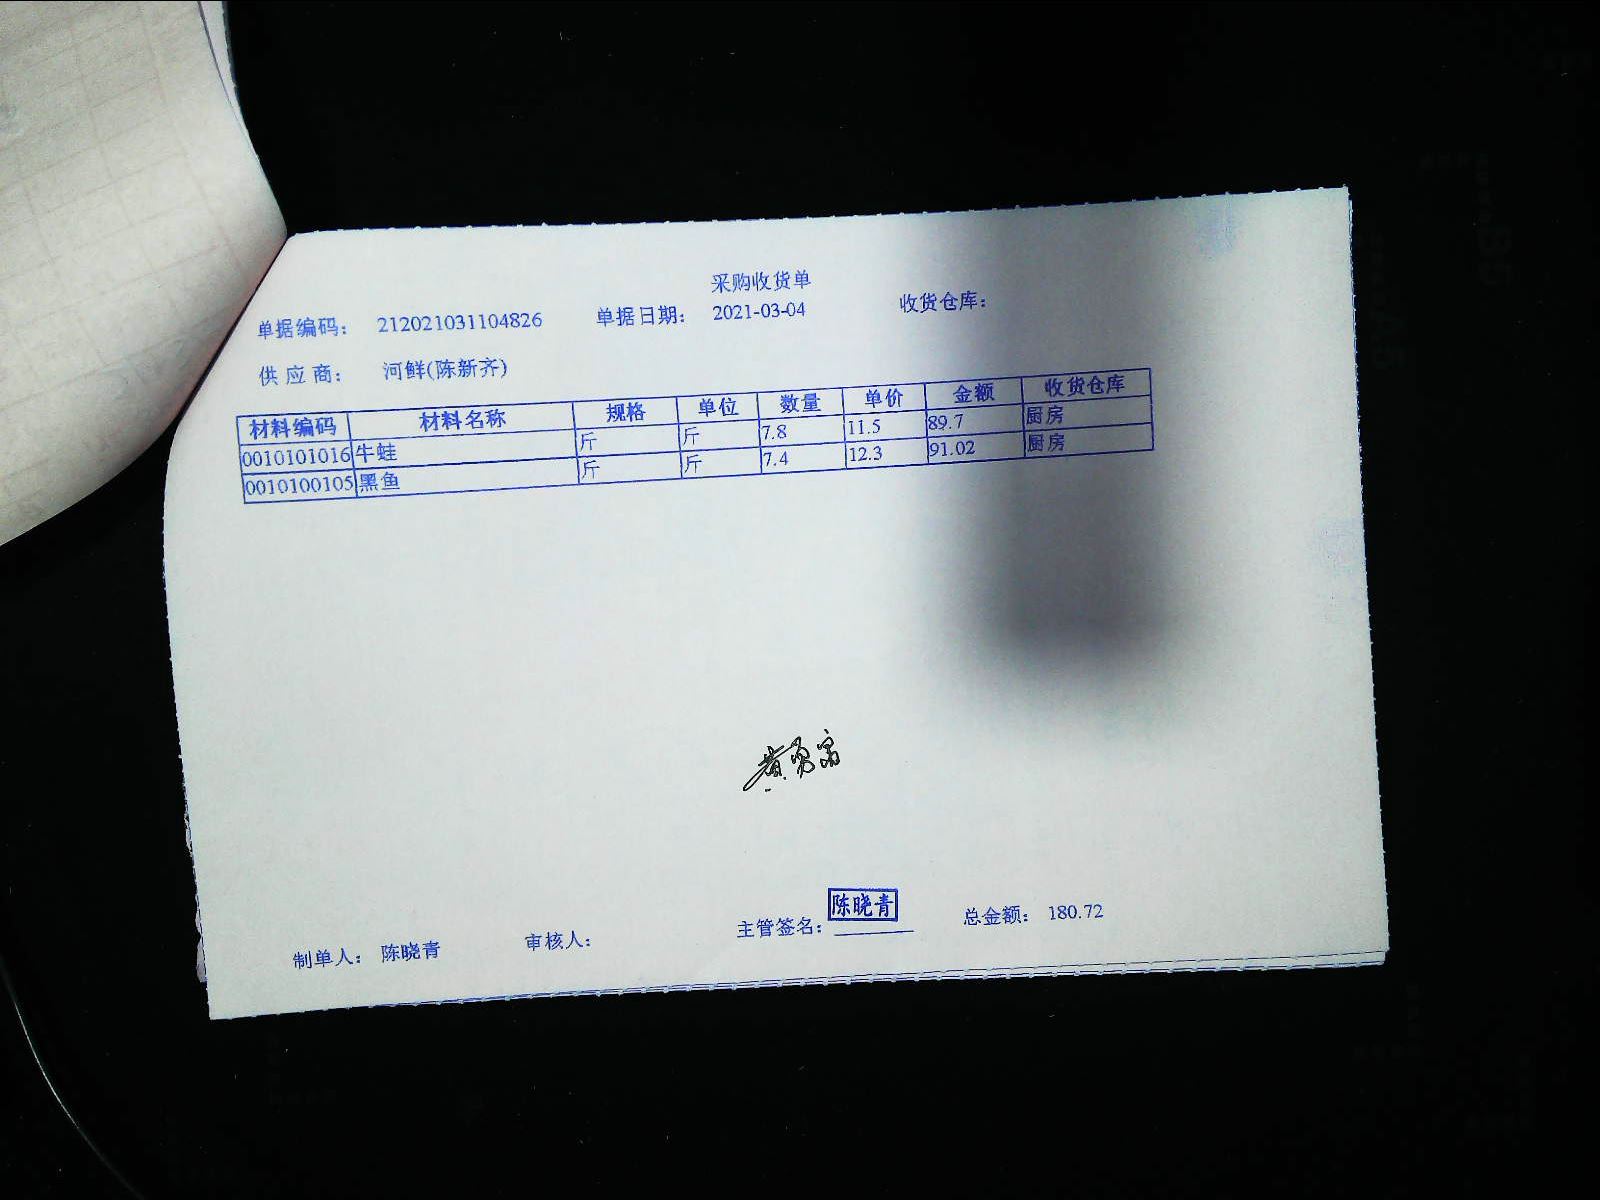 采购收货单
单据编码： 212021031104826 单据日期： 2021-03-04 收货仓库：
供应商： 河鲜(陈新齐)
材料编码 材料名称 规格 单位 数量 单价 金额 收货仓库
0010101016 牛蛙 斤 斤 7.8 11.5 89.7 厨房
0010100105 黑鱼 斤 斤 7.4 12.3 91.02 厨房
陈晓青
制单人： 陈晓青 审核人： 主管签名： 总金额： 180.72